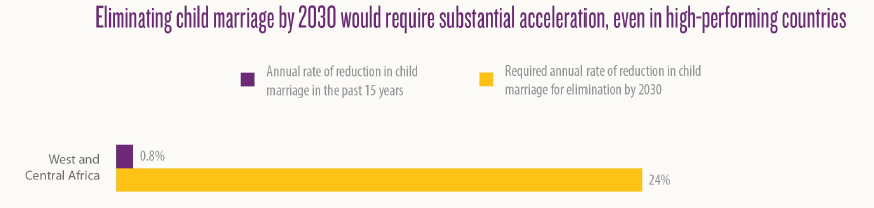 Eliminating child marriage by 2030 would require substantial acceleration, even in high-performing countries
Annual rate of reduction in child
marriage in the past 15 years
Required annual rate of reduction in child
marriage for elimination by 2030
West and
Central Africa
0.8%
24%